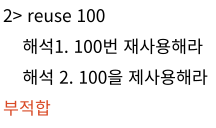 2> reuse 100
해석1. 100번 재사용해라
해석 2. 100을 제사용해라
부적합